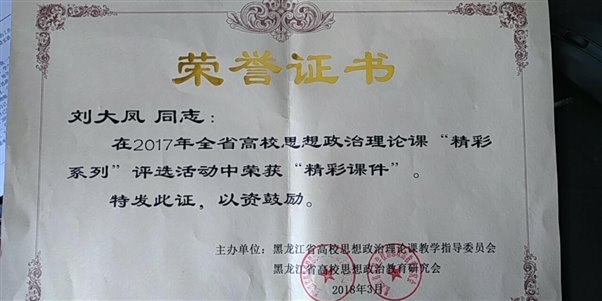 荣誉证书
刘大凤 同志：
在2017年全省高校思想政治理论课“精彩
系列”评选活动中荣获“精彩课件”。
特发此证，以资鼓励。
主办单位：黑龙江省高校思想政治理论课教学指导委员会
黑龙江省高校思想政治教育研究会
2018年3月